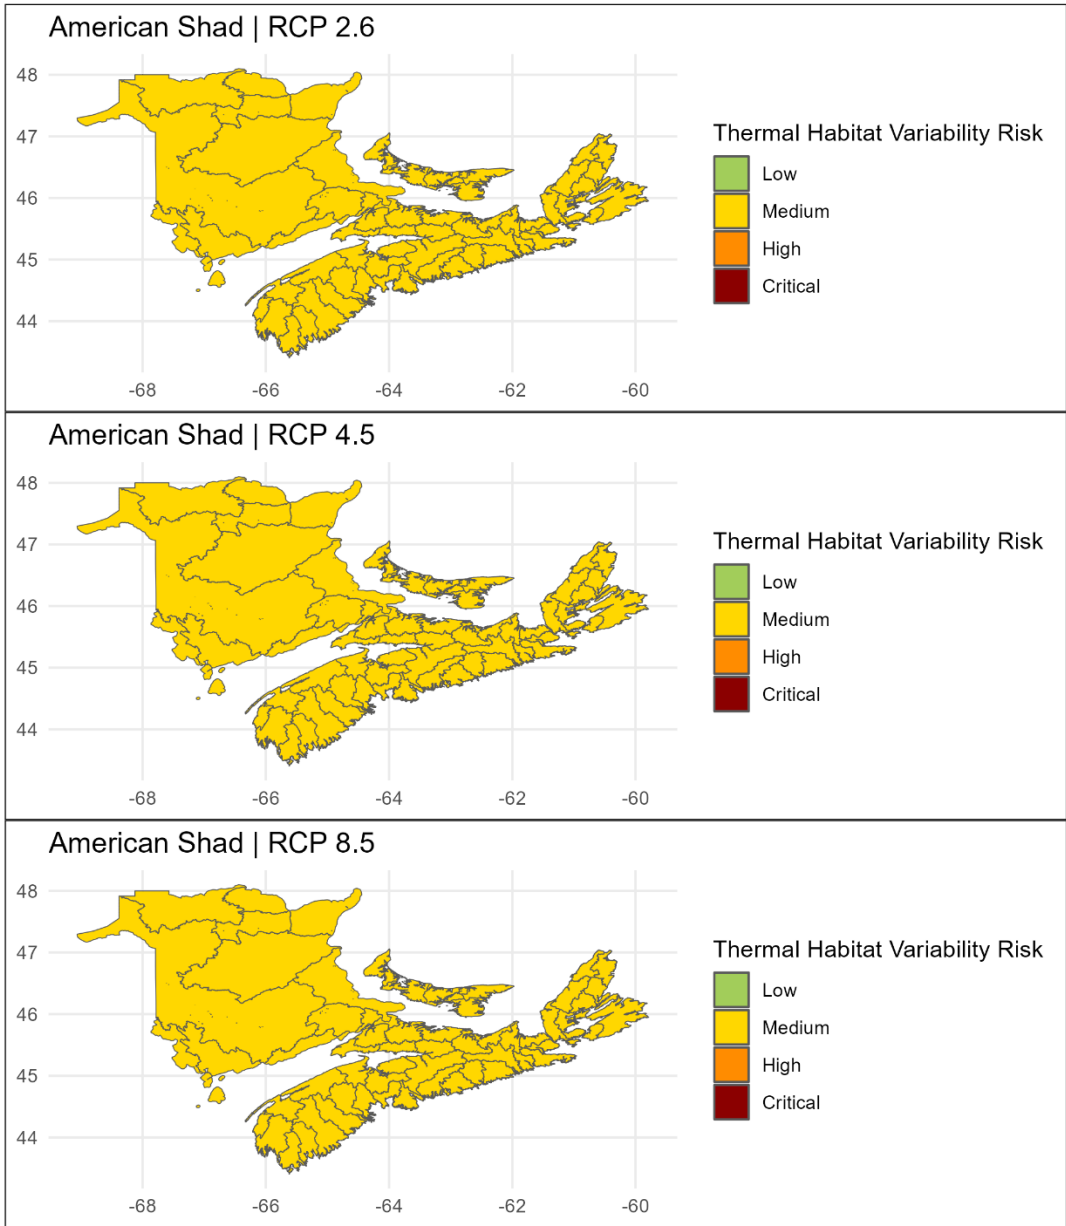 American Shad | RCP 2.6
48
47
46
45
44
-68
-66
-64
-62
-60
Thermal Habitat Variability Risk
Low
Medium
High
Critical
American Shad | RCP 4.5
48
47
46
45
44
-68
-66
-64
-62
-60
Thermal Habitat Variability Risk
Low
Medium
High
Critical
American Shad | RCP 8.5
48
47
46
45
44
-68
-66
-64
-62
-60
Thermal Habitat Variability Risk
Low
Medium
High
Critical